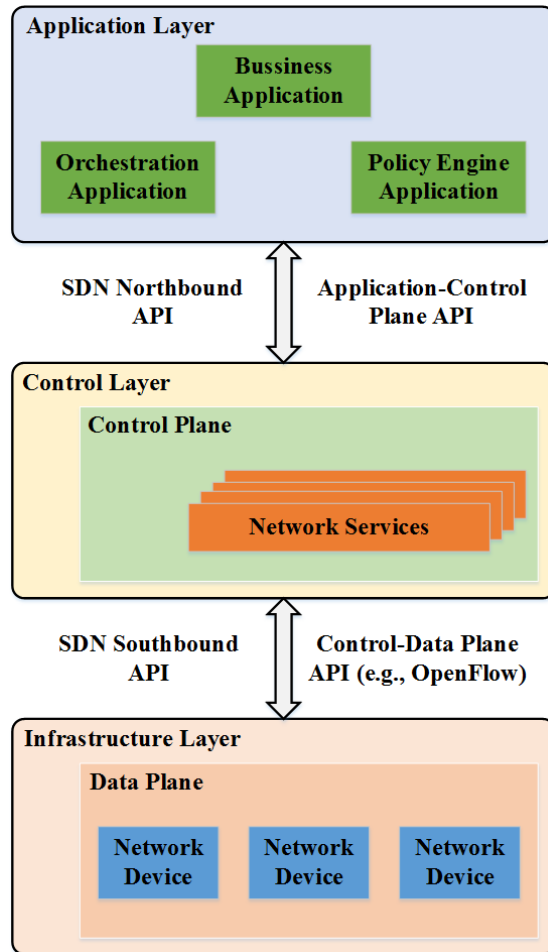 Application Layer
Bussiness
Application
Orchestration
Application
Policy Engine
Application
SDN Northbound
API
Application-Control
Plane API
Control Layer
Control Plane
Network Services
SDN Southbound
API
Control-Data Plane
API (e.g., OpenFlow)
Infrastructure Layer
Data Plane
Network
Device
Network
Device
Network
Device